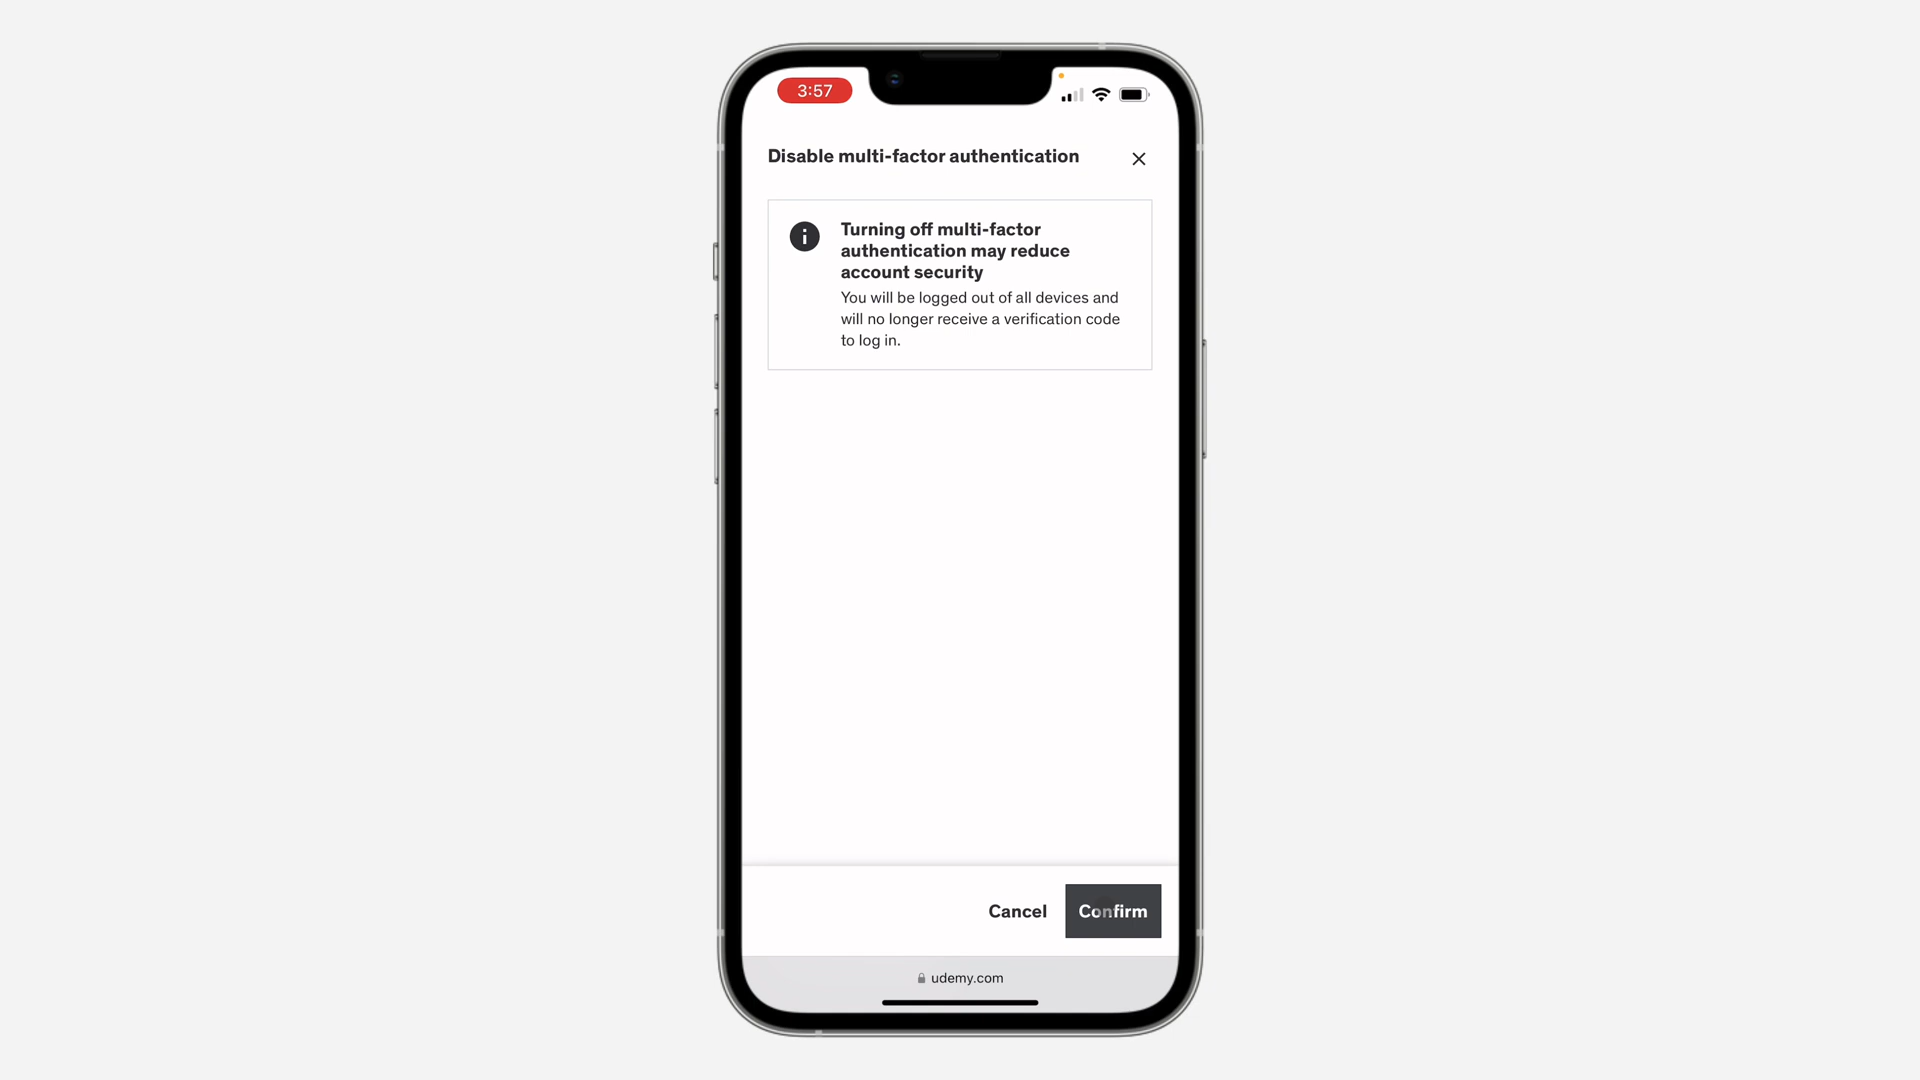 3:57
Disable multi-factor authentication
Turning off multi-factor
authentication may reduce
account security
You will be logged out of all devices and
will no longer receive a verification code
to log in.
Cancel
Confirm
udemy.com